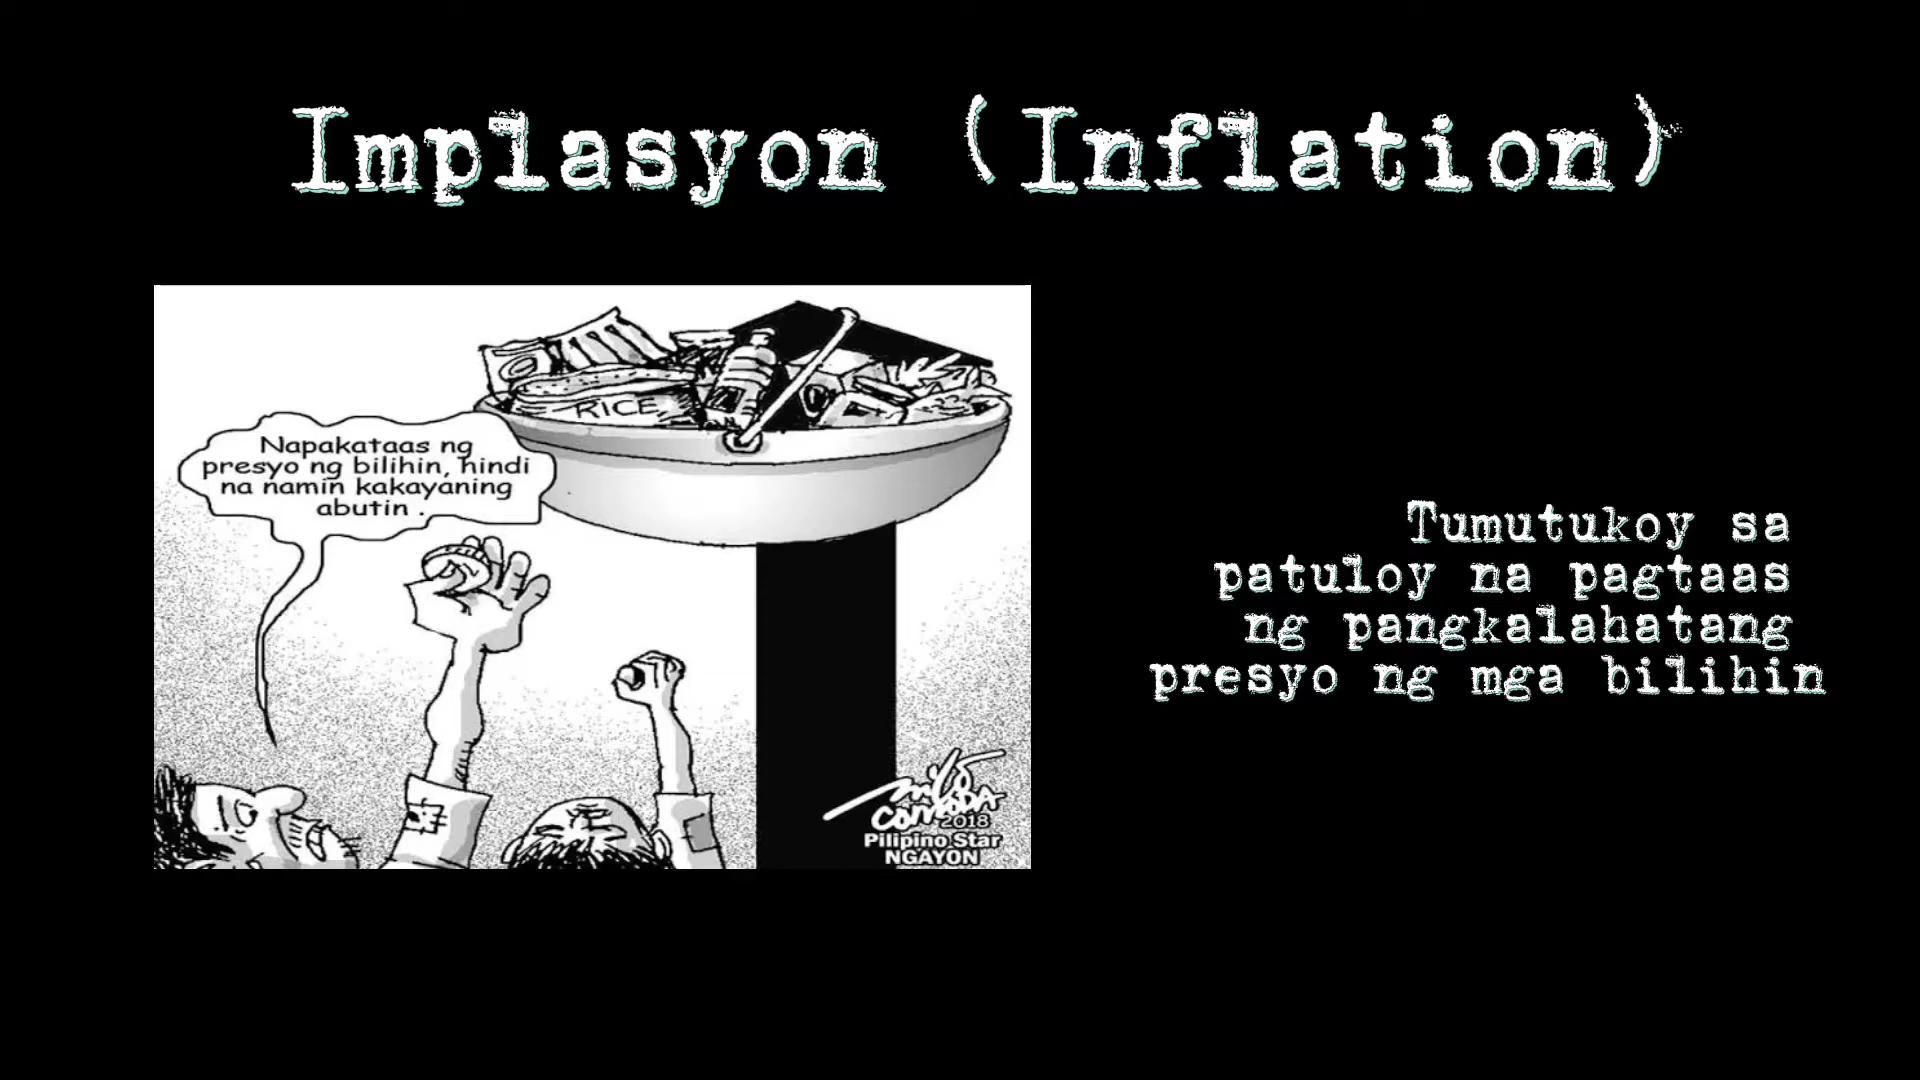 Implasyon (Inflation)
RICE
Napakataas ng
presyo ng bilihin, hindi
na namin kakayaning
abutin .
Tumutukoy sa
patuloy na pagtaas
ng pangkalahatang
presyo ng mga bilihin
2018
Pilipino Star
NGAYON